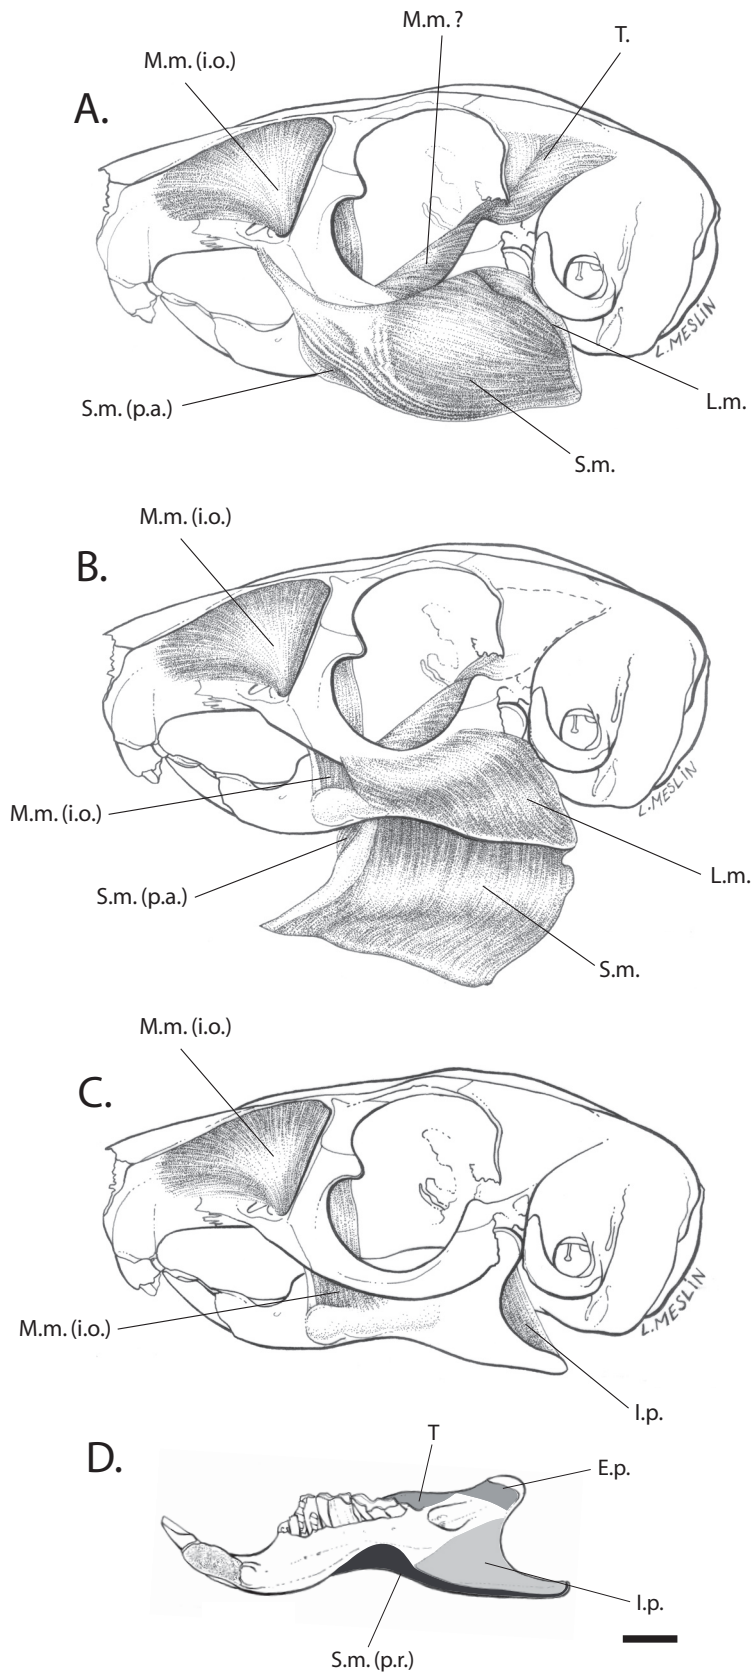 M.m. ?
T.
M.m. (i.o.)
A.
L. MESLiN
S.m. (p.a.)
L.m.
S.m.
M.m. (i.o.)
B.
L. MESLiN
M.m. (i.o.)
L.m.
S.m. (p.a.)
S.m.
M.m. (i.o.)
C.
L. MESLiN
M.m. (i.o.)
I.p.
D.
T
E.p.
I.p.
S.m. (p.r.)